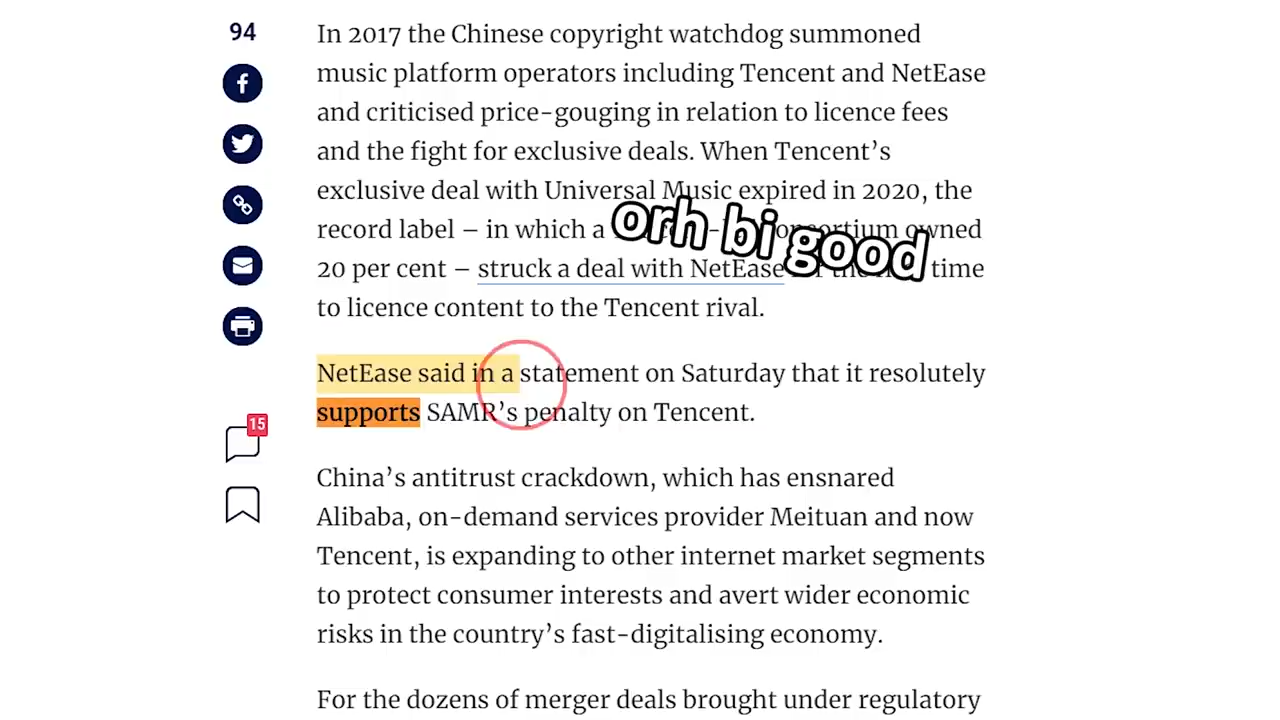 94
In 2017 the Chinese copyright watchdog summoned
music platform operators including Tencent and NetEase
and criticised price-gouging in relation to licence fees
and the fight for exclusive deals. When Tencent’s
exclusive deal with Universal Music expired in 2020, the
record label – in which a consortium owned
20 per cent – struck a deal with NetEase for the time
to licence content to the Tencent rival.
orh bi good
NetEase said in a statement on Saturday that it resolutely
supports SAMR’s penalty on Tencent.
15
China’s antitrust crackdown, which has ensnared
Alibaba, on-demand services provider Meituan and now
Tencent, is expanding to other internet market segments
to protect consumer interests and avert wider economic
risks in the country’s fast-digitalising economy.
For the dozens of merger deals brought under regulatory